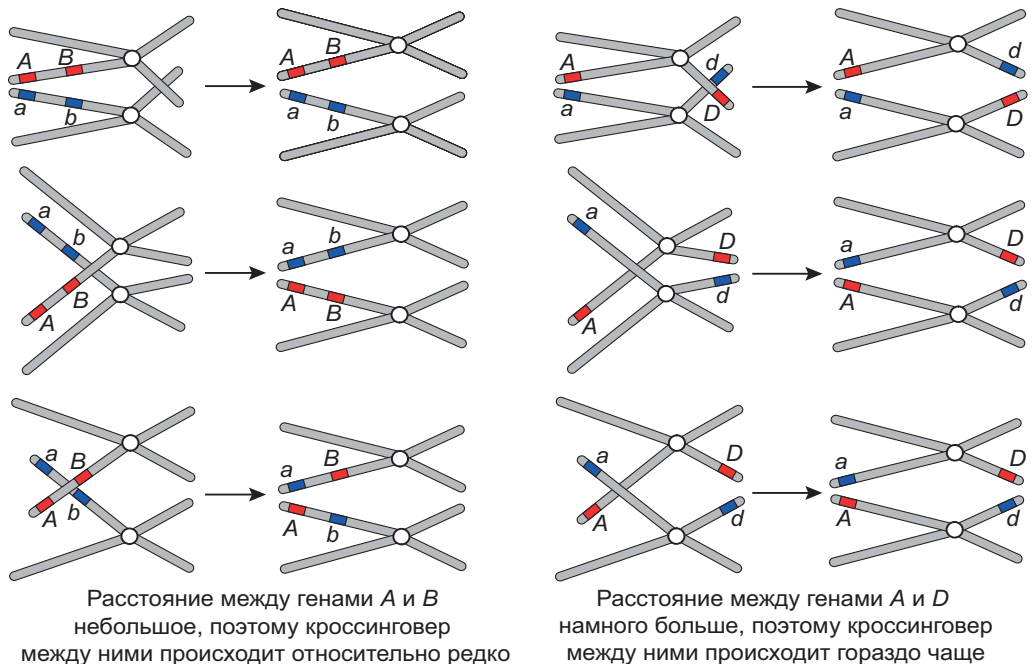 A B
a b
A B
a b
A d
a D
A d
a D
a b
A B
a b
A B
a D
A d
a D
A d
a B
A b
a B
A b
a D
A d
a D
A d
Расстояние между генами A и B
небольшое, поэтому кроссинговер
между ними происходит относительно редко
Расстояние между генами A и D
намного больше, поэтому кроссинговер
между ними происходит гораздо чаще